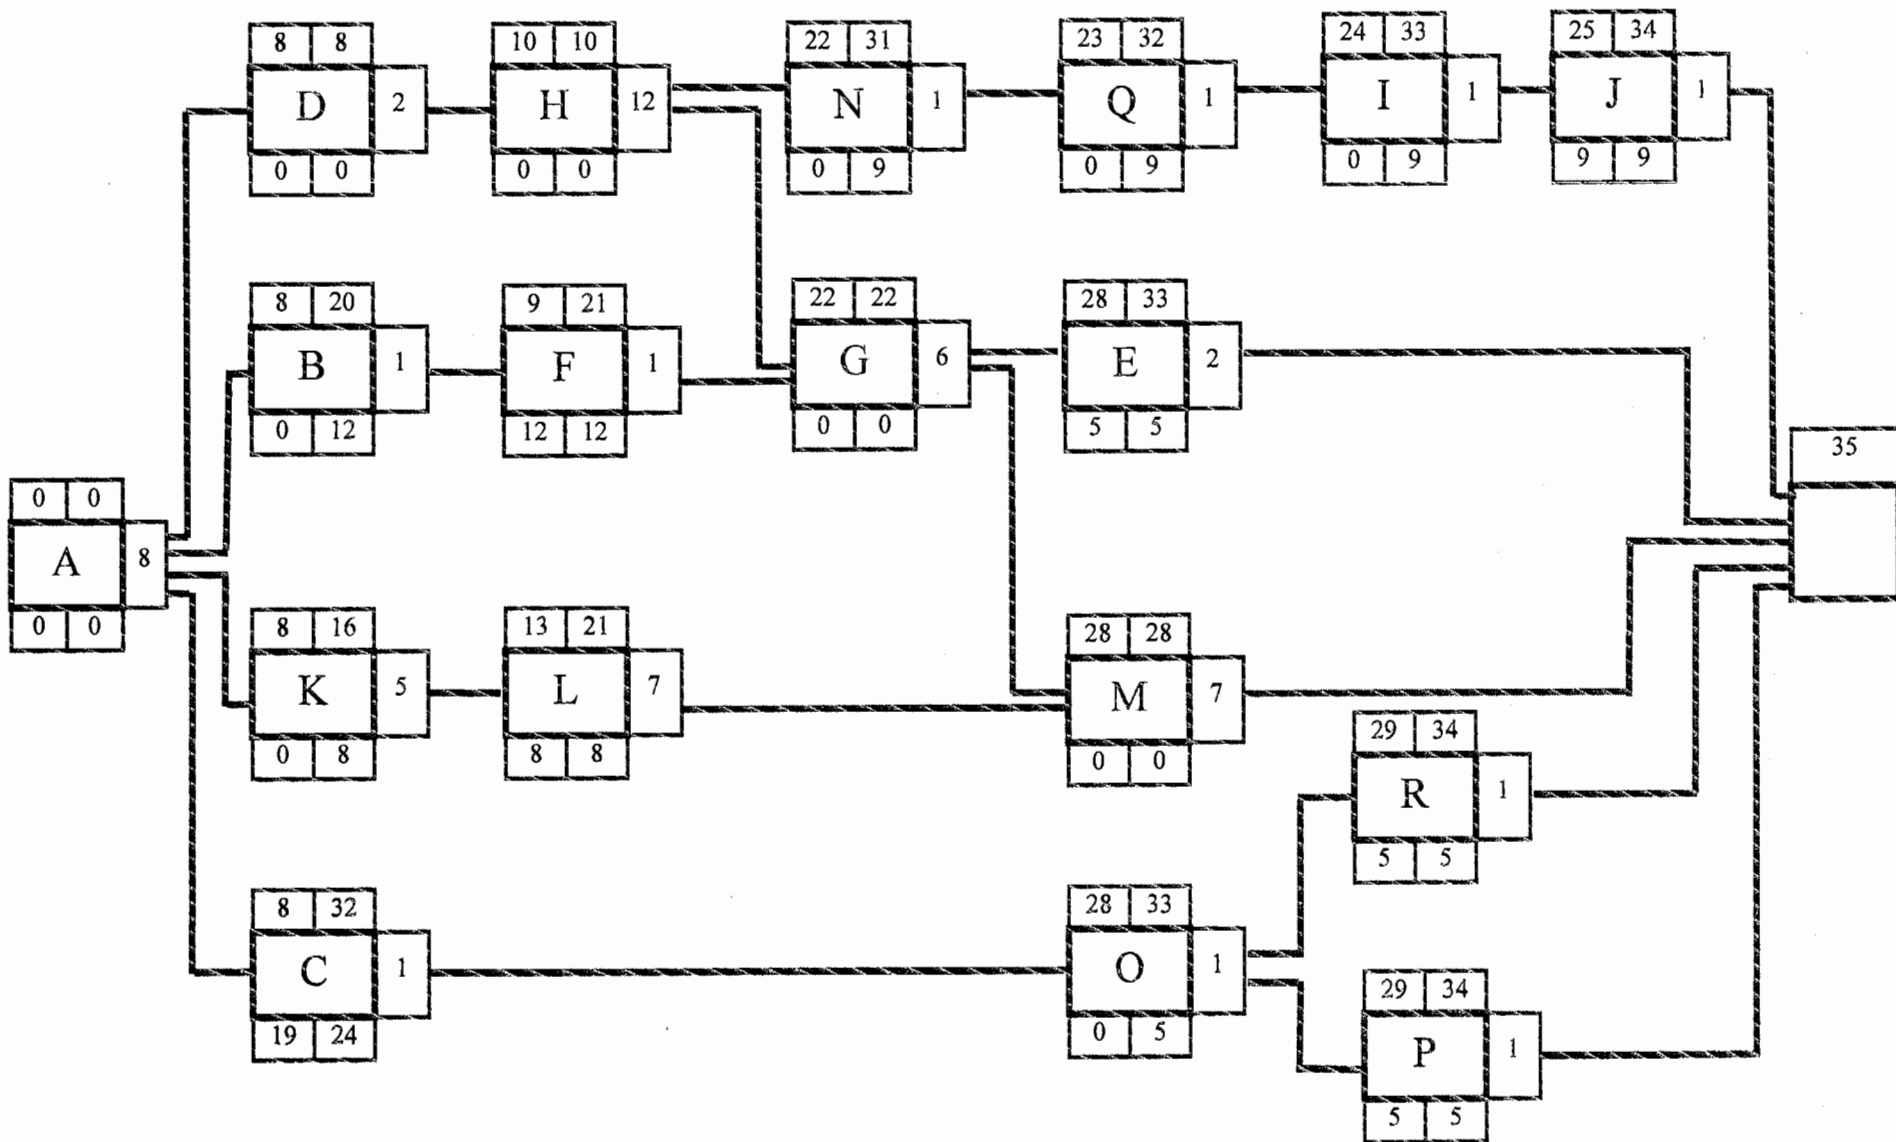 8 8
D 2
0 0
10 10
H 12
0 0
22 31
N 1
0 9
23 32
Q 1
0 9
24 33
I 1
0 9
25 34
J 1
9 9
8 20
B 1
0 12
9 21
F 1
12 12
22 22
G 6
0 0
28 33
E 2
5 5
35
0 0
A 8
0 0
8 16
K 5
0 8
13 21
L 7
8 8
28 28
M 7
0 0
29 34
R 1
5 5
8 32
C 1
19 24
28 33
O 1
0 5
29 34
P 1
5 5